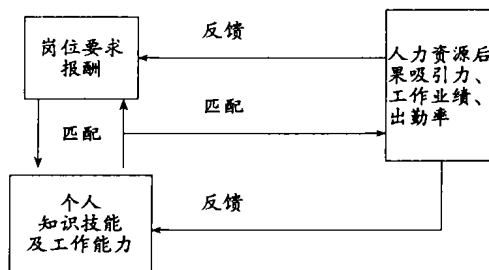 岗位要求
报酬
反馈
人力资源后
果吸引力、
工作业绩、
出勤率
匹配
匹配
个人
知识技能
及工作能力
反馈